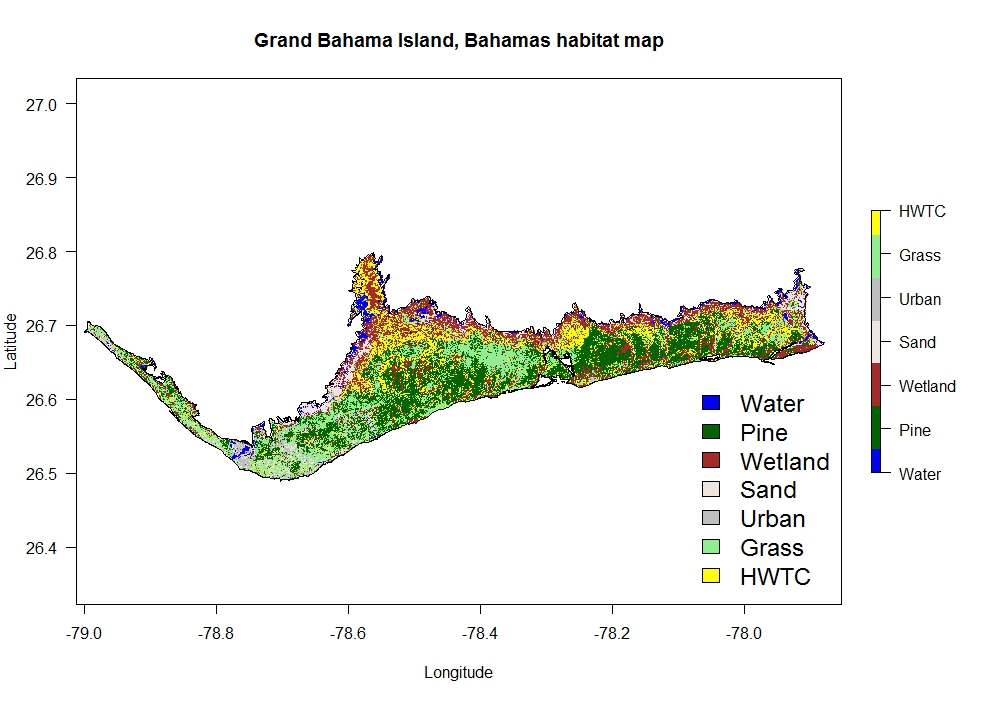 Grand Bahama Island, Bahamas habitat map
Latitude
27.0
26.9
26.8
26.7
26.6
26.5
26.4
-79.0
-78.8
-78.6
-78.4
-78.2
-78.0
Longitude
Water
Pine
Wetland
Sand
Urban
Grass
HWTC
HWTC
Grass
Urban
Sand
Wetland
Pine
Water